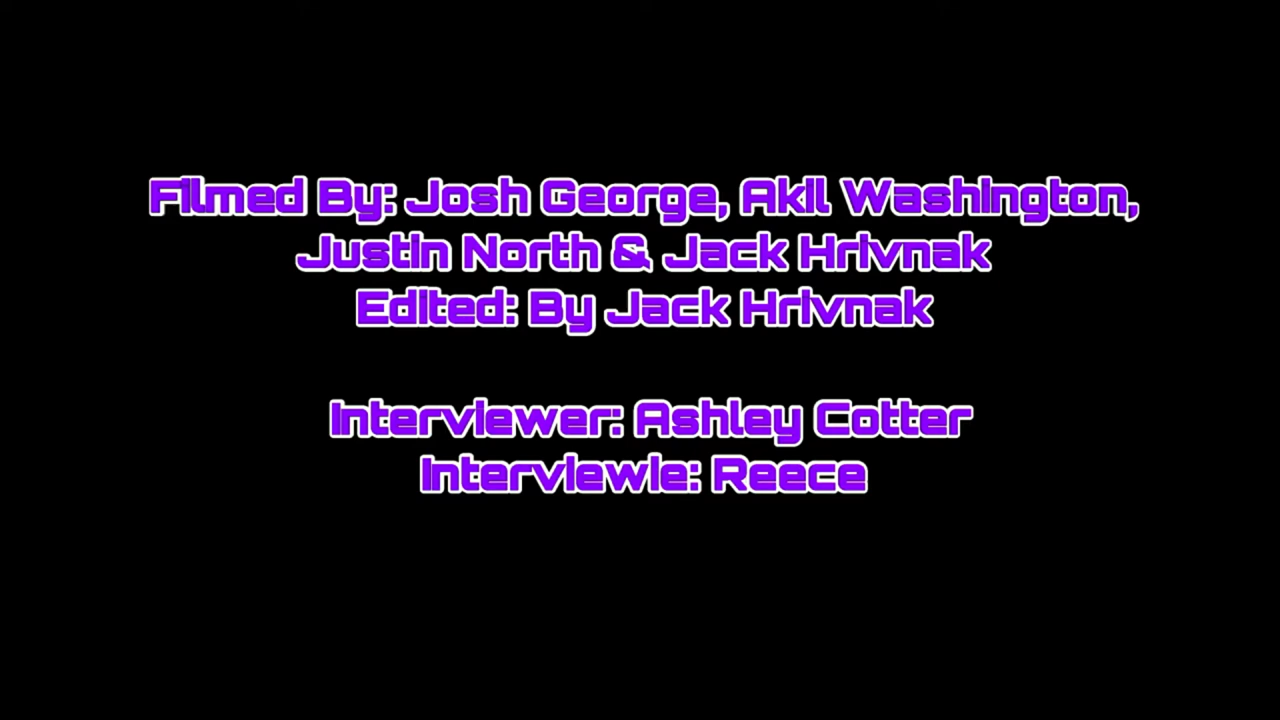 Filmed By: Josh George, Akil Washington,
Justin North & Jack Hrivnak
Edited: By Jack Hrivnak
Interviewer: Ashley Cotter
Interviewie: Reece